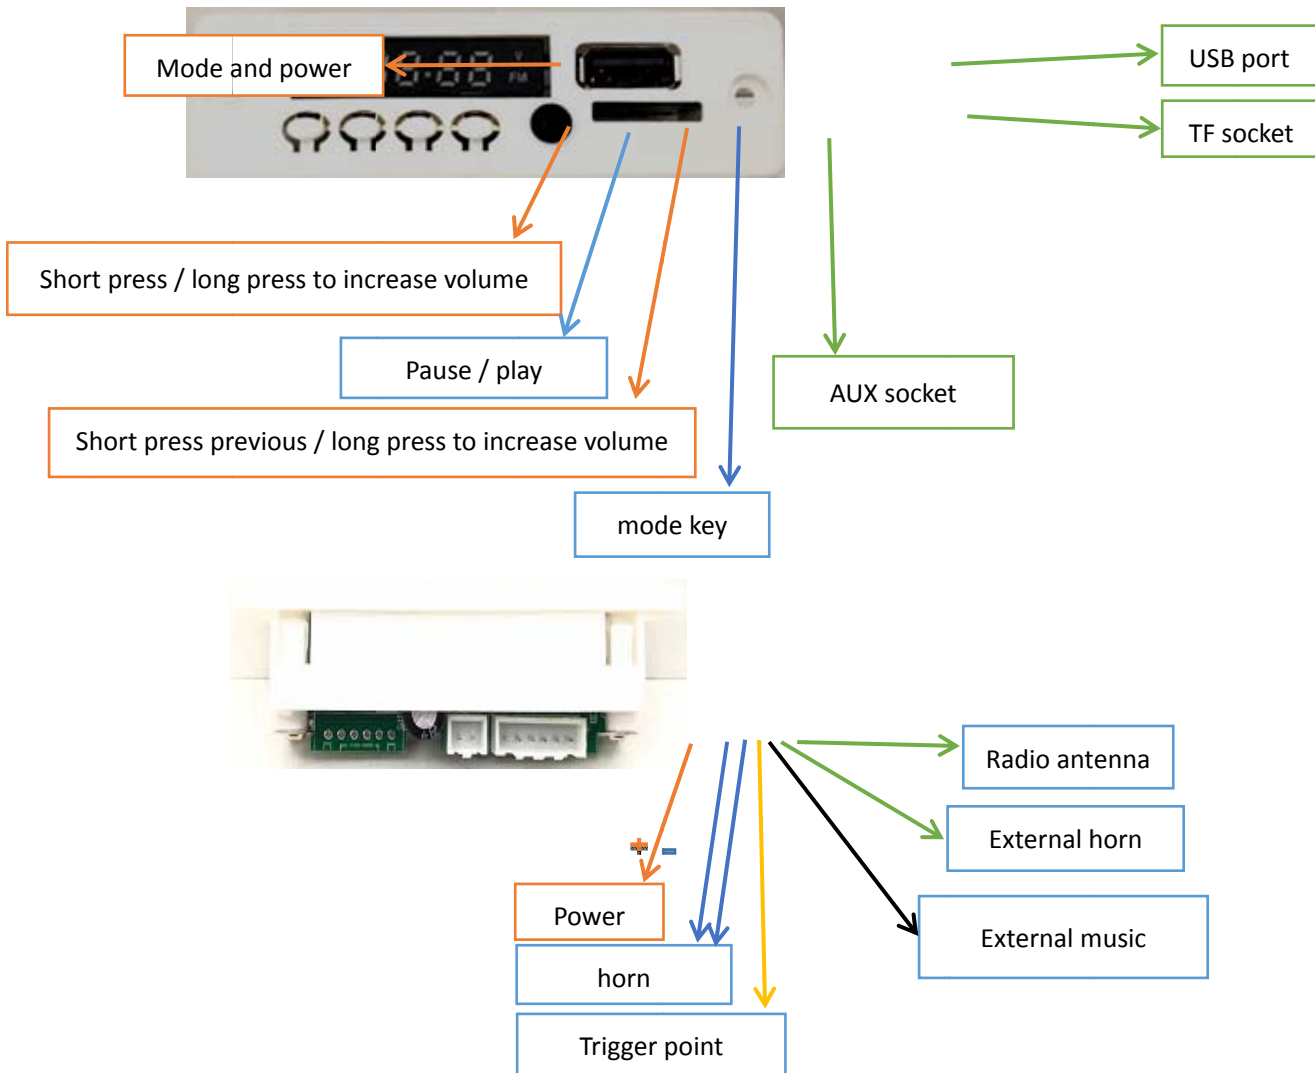 Mode and power
FM
USB port
TF socket
Short press / long press to increase volume
Pause / play
AUX socket
Short press previous / long press to increase volume
mode key
Radio antenna
External horn
Power
External music
horn
Trigger point